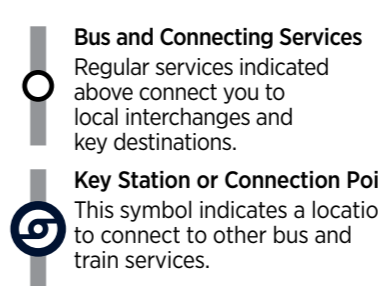 Bus and Connecting Services
Regular services indicated
above connect you to
local interchanges and
key destinations.
Key Station or Connection Poi
This symbol indicates a locatio
to connect to other bus and
train services.